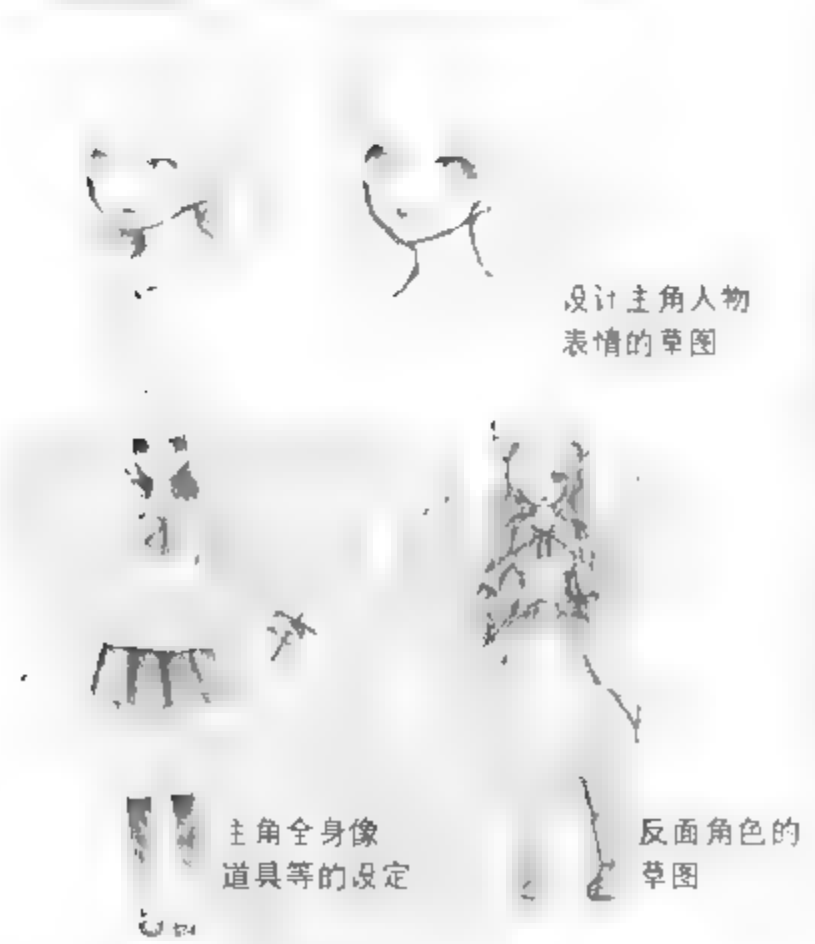 设计主角人物
表情的草图
主角全身像
道具等的设定
反面角色的
草图